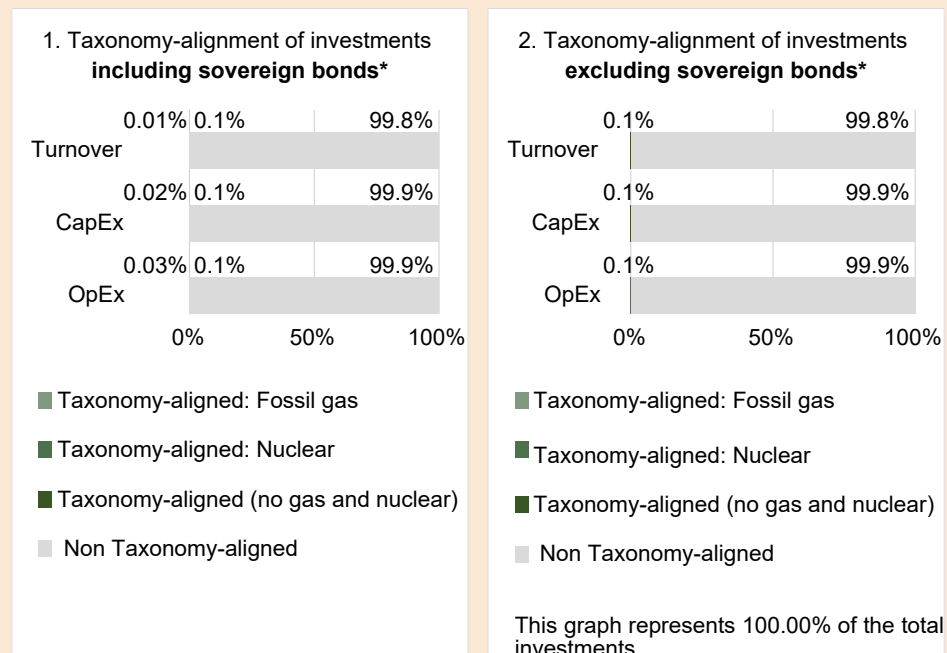 1. Taxonomy-alignment of investments
including sovereign bonds*
0.01% 0.1% 99.8%
Turnover
0.02% 0.1% 99.9%
CapEx
0.03% 0.1% 99.9%
OpEx
0% 50% 100%
Taxonomy-aligned: Fossil gas
Taxonomy-aligned: Nuclear
Taxonomy-aligned (no gas and nuclear)
Non Taxonomy-aligned
2. Taxonomy-alignment of investments
excluding sovereign bonds*
0.1% 99.8%
Turnover
0.1% 99.9%
CapEx
0.1% 99.9%
OpEx
0% 50% 100%
Taxonomy-aligned: Fossil gas
Taxonomy-aligned: Nuclear
Taxonomy-aligned (no gas and nuclear)
Non Taxonomy-aligned
This graph represents 100.00% of the total
investments